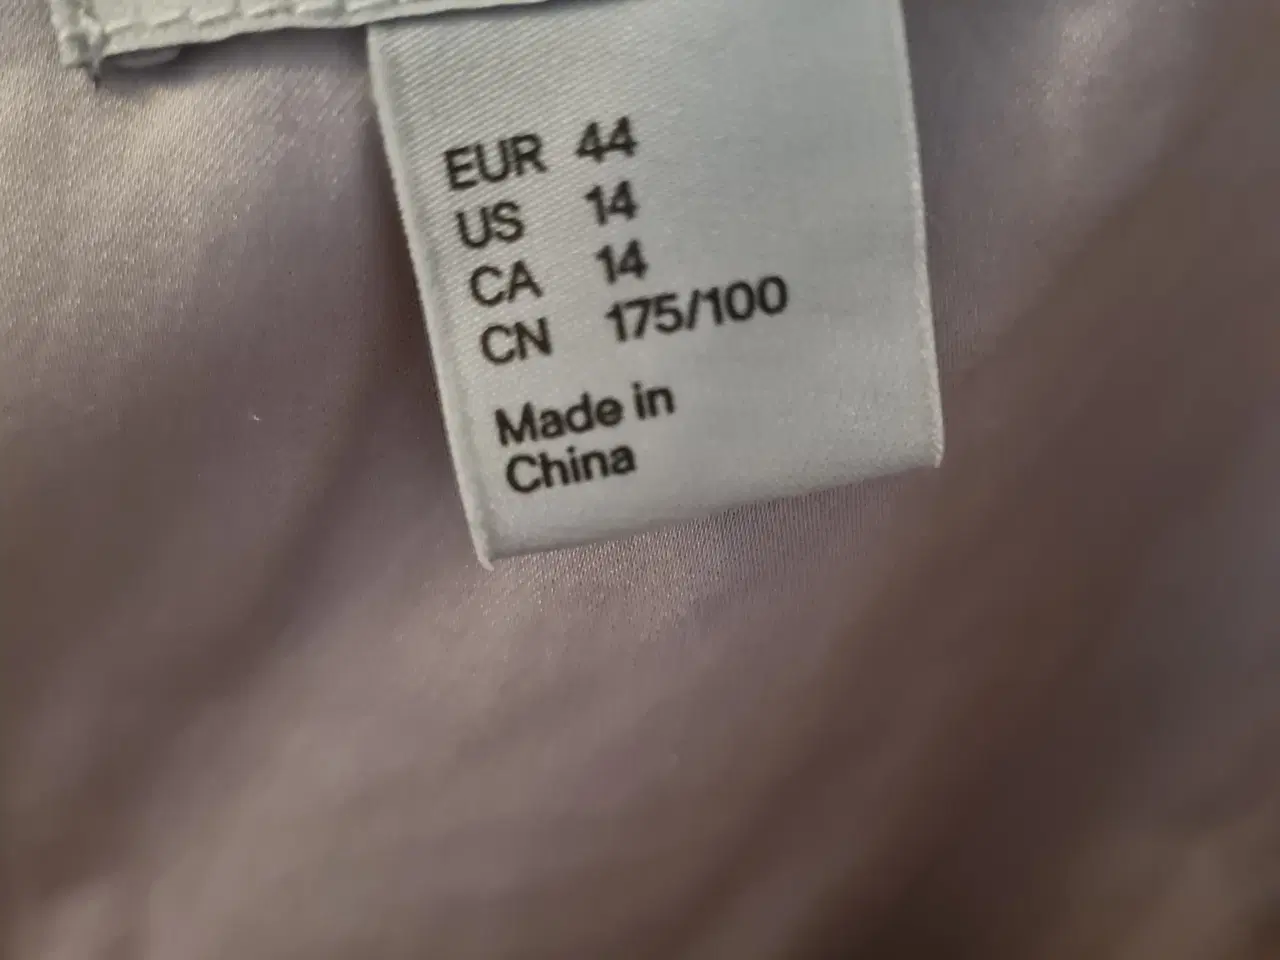 EUR 44
US 14
CA 14
CN 175/100
Made in
China